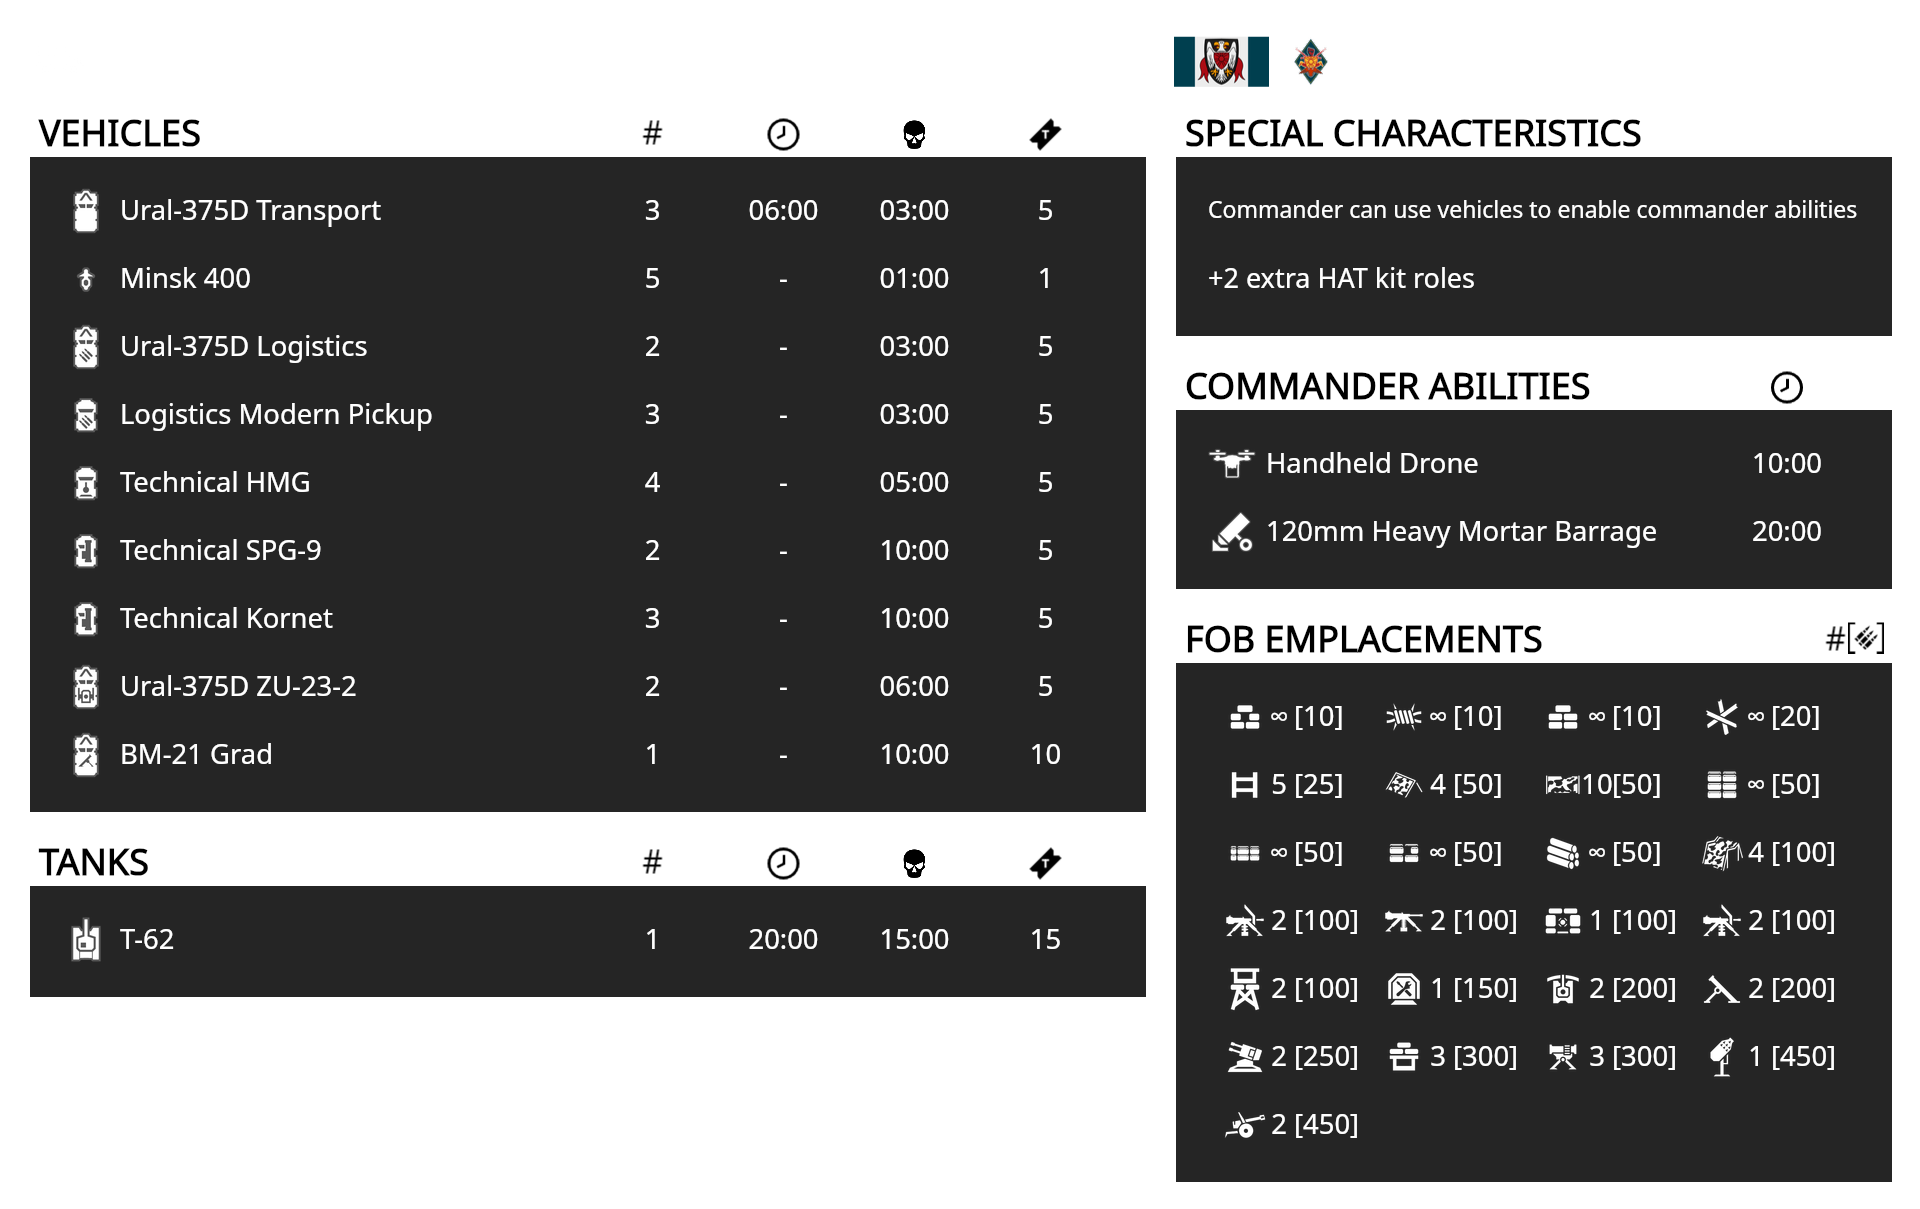 VEHICLES #
Ural-375D Transport 3 06:00 03:00 5
Minsk 400 5 - 01:00 1
Ural-375D Logistics 2 - 03:00 5
Logistics Modern Pickup 3 - 03:00 5
Technical HMG 4 - 05:00 5
Technical SPG-9 2 - 10:00 5
Technical Kornet 3 - 10:00 5
Ural-375D ZU-23-2 2 - 06:00 5
BM-21 Grad 1 - 10:00 10
TANKS #
T-62 1 20:00 15:00 15
SPECIAL CHARACTERISTICS
Commander can use vehicles to enable commander abilities
+2 extra HAT kit roles
COMMANDER ABILITIES
Handheld Drone 10:00
120mm Heavy Mortar Barrage 20:00
FOB EMPLACEMENTS #[]
∞ [10] ∞ [10] ∞ [10] ∞ [20]
5 [25] 4 [50] 10[50] ∞ [50]
∞ [50] ∞ [50] ∞ [50] 4 [100]
2 [100] 2 [100] 1 [100] 2 [100]
2 [100] 1 [150] 2 [200] 2 [200]
2 [250] 3 [300] 3 [300] 1 [450]
2 [450]